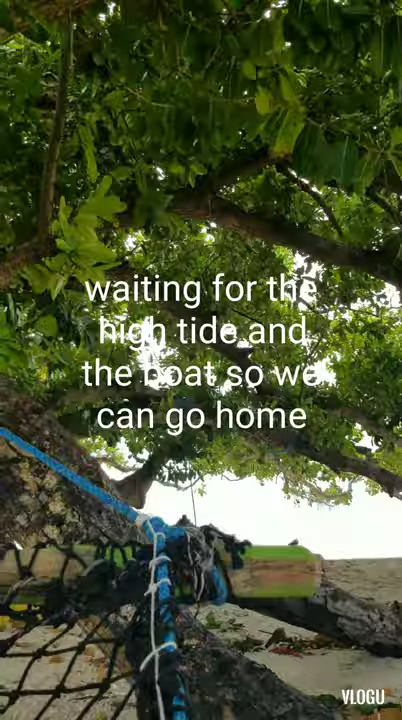 waiting for the
high tide and
the boat so we
can go home
VLOGU